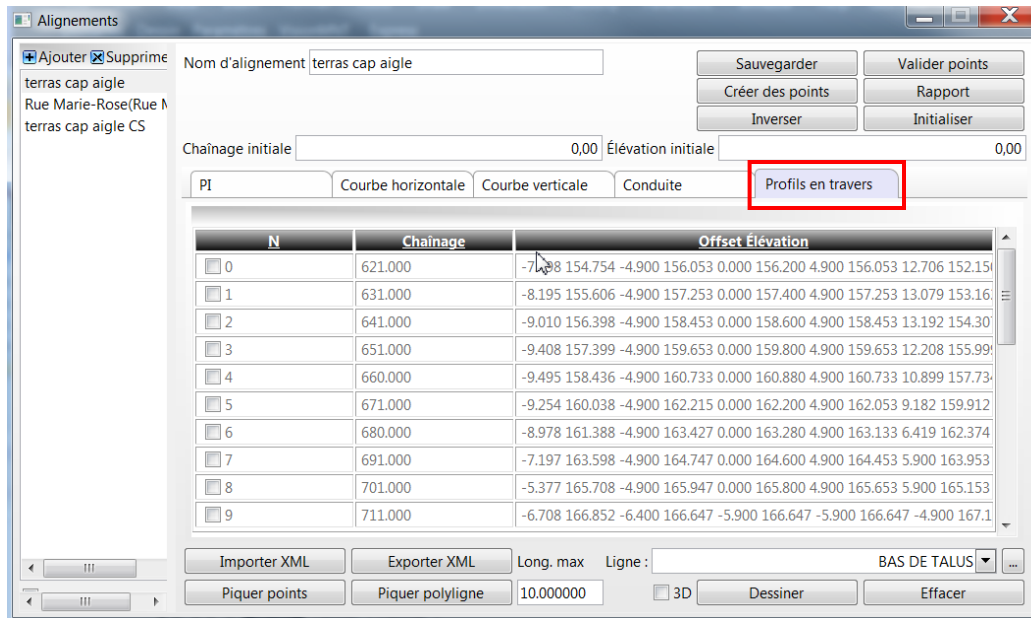 Alignements
Ajouter Supprime
terras cap aigle
Rue Marie-Rose(Rue M
terras cap aigle CS
Nom d'alignement terras cap aigle
Sauvegarder Valider points
Créer des points Rapport
Inverser Initialiser
Chaînage initiale 0,00 Élévation initiale 0,00
PI Courbe horizontale Courbe verticale Conduite Profils en travers
N Chaînage Offset Élévation
0 621.000 154.754 -4.900 156.053 0.000 156.200 4.900 156.053 12.706 152.15
1 631.000 -8.195 155.606 -4.900 157.253 0.000 157.400 4.900 157.253 13.079 153.16
2 641.000 -9.010 156.398 -4.900 158.453 0.000 158.600 4.900 158.453 13.192 154.30
3 651.000 -9.408 157.399 -4.900 159.653 0.000 159.800 4.900 159.653 12.208 155.99
4 660.000 -9.495 158.436 -4.900 160.733 0.000 160.880 4.900 160.733 10.899 157.73
5 671.000 -9.254 160.038 -4.900 162.215 0.000 162.200 4.900 162.053 9.182 159.912
6 680.000 -8.978 161.388 -4.900 163.427 0.000 163.280 4.900 163.133 6.419 162.374
7 691.000 -7.197 163.598 -4.900 164.747 0.000 164.600 4.900 164.453 5.900 163.953
8 701.000 -5.377 165.708 -4.900 165.947 0.000 165.800 4.900 165.653 5.900 165.153
9 711.000 -6.708 166.852 -6.400 166.647 -5.900 166.647 -5.900 166.647 -4.900 167.1
Importer XML Exporter XML Long. max Ligne : BAS DE TALUS ...
Piquer points Piquer polyligne 10.000000 3D Dessiner Effacer